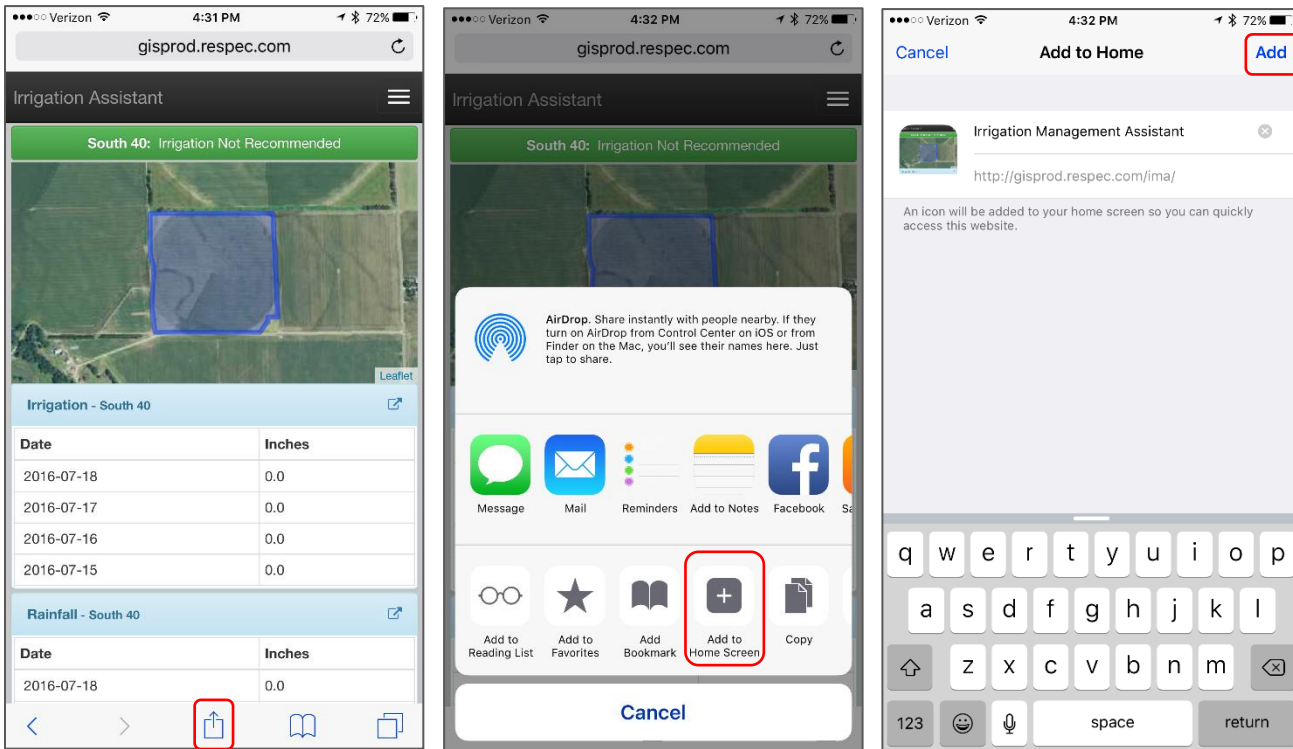 Verizon 4:31 PM 72%
gisprod.respec.com
Irrigation Assistant
South 40: Irrigation Not Recommended
Leaflet
Irrigation - South 40
Date Inches
2016-07-18 0.0
2016-07-17 0.0
2016-07-16 0.0
2016-07-15 0.0
Rainfall - South 40
Date Inches
2016-07-18 0.0
Verizon 4:32 PM 72%
gisprod.respec.com
Irrigation Assistant
South 40: Irrigation Not Recommended
AirDrop. Share instantly with people nearby. If they
turn on AirDrop from Control Center on iOS or from
Finder on the Mac, you'll see their names here. Just
tap to share.
Message Mail Reminders Add to Notes Facebook Sa
Add to Add to Add Add to Copy
Reading List Favorites Bookmark Home Screen
Cancel
Verizon 4:32 PM 72%
Cancel Add to Home Add
Irrigation Management Assistant
http://gisprod.respec.com/ima/
An icon will be added to your home screen so you can quickly
access this website.
q w e r t y u i o p
a s d f g h j k l
z x c v b n m
123 space return